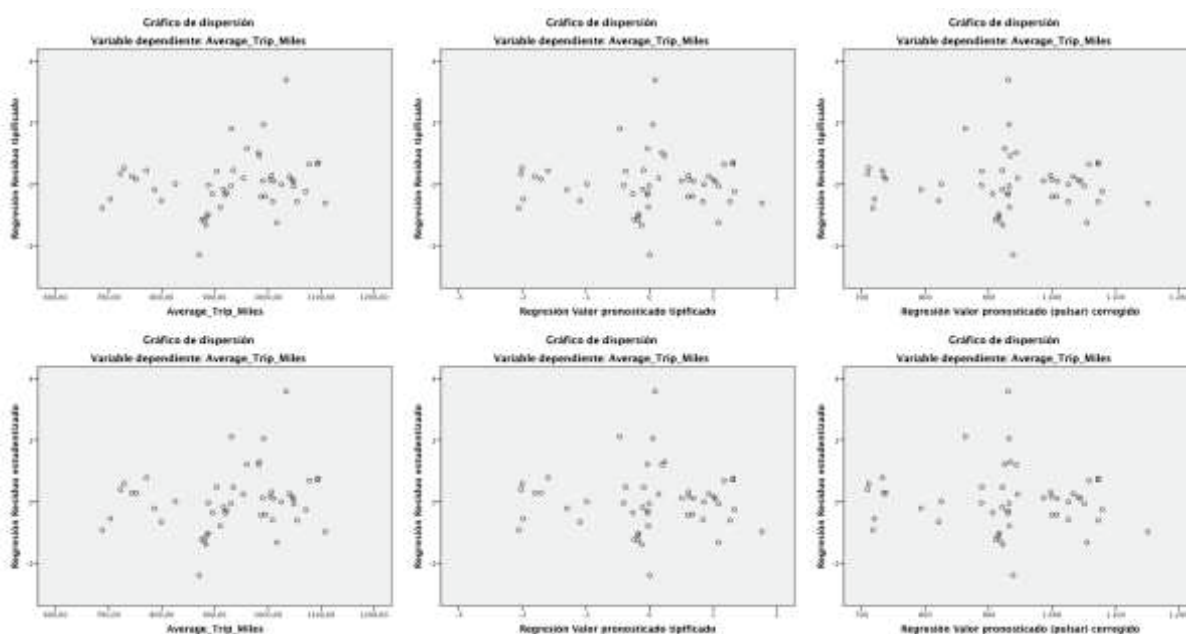 Gráfico de dispersión
Variable dependiente: Average_Trip_Miles
Regresión Residuo tipificado
Average_Trip_Miles
Gráfico de dispersión
Variable dependiente: Average_Trip_Miles
Regresión Residuo tipificado
Regresión Valor pronosticado tipificado
Gráfico de dispersión
Variable dependiente: Average_Trip_Miles
Regresión Residuo tipificado
Regresión Valor pronosticado (pulsar) corregido
Gráfico de dispersión
Variable dependiente: Average_Trip_Miles
Regresión Residuo estudentizado
Average_Trip_Miles
Gráfico de dispersión
Variable dependiente: Average_Trip_Miles
Regresión Residuo estudentizado
Regresión Valor pronosticado tipificado
Gráfico de dispersión
Variable dependiente: Average_Trip_Miles
Regresión Residuo estudentizado
Regresión Valor pronosticado (pulsar) corregido